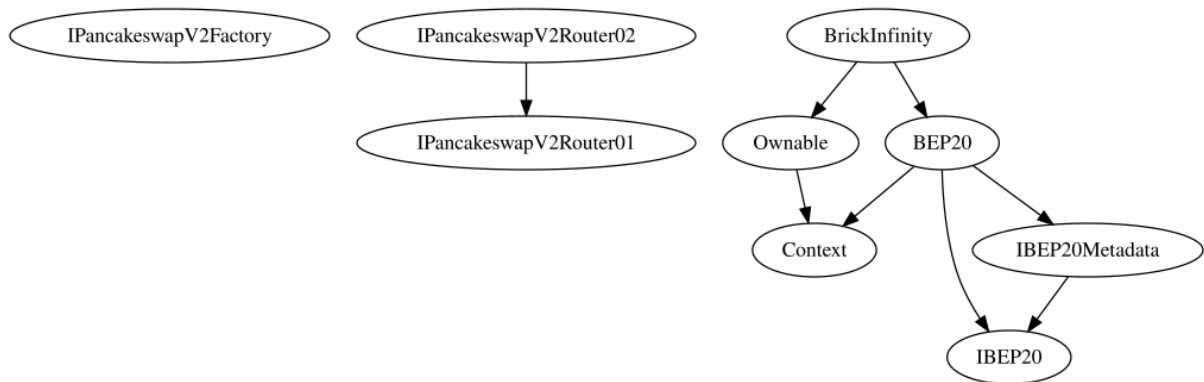 IPancakeswapV2Factory
IPancakeswapV2Router02
BrickInfinity
IPancakeswapV2Router01
Ownable
BEP20
Context
IBEP20Metadata
IBEP20